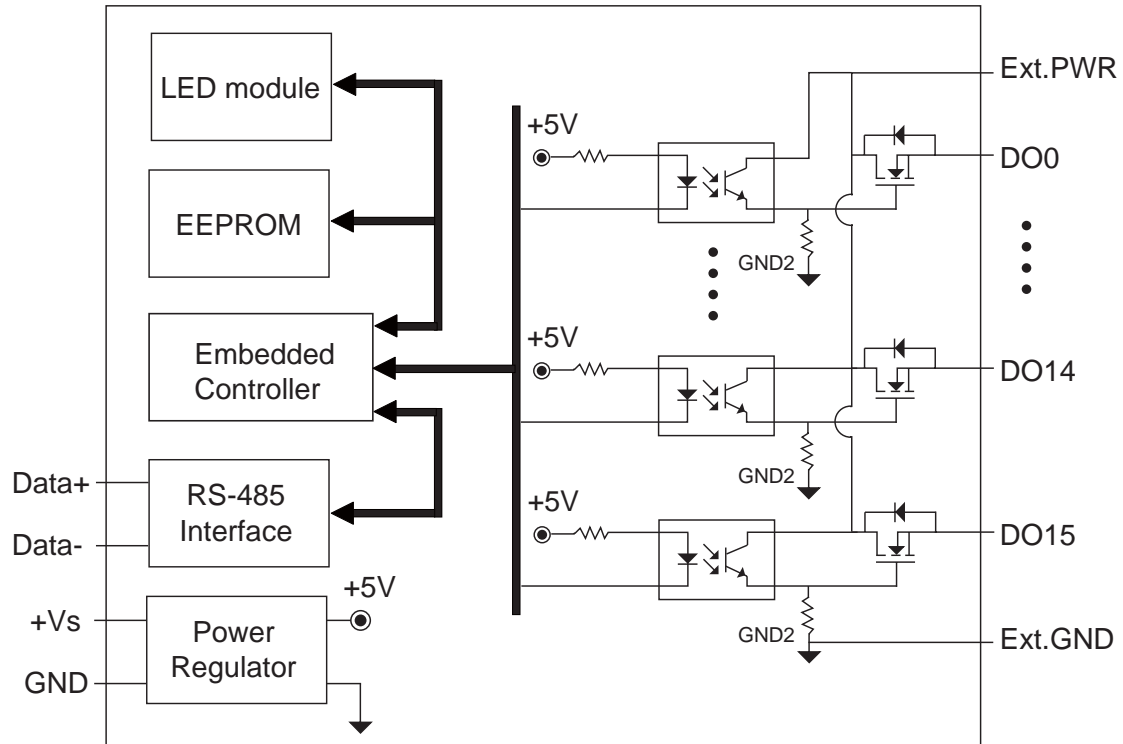 LED module
EEPROM
Embedded
Controller
Data+
Data-
RS-485
Interface
+Vs
GND
Power
Regulator
+5V
+5V
GND2
+5V
GND2
+5V
GND2
Ext.PWR
DO0
DO14
DO15
Ext.GND